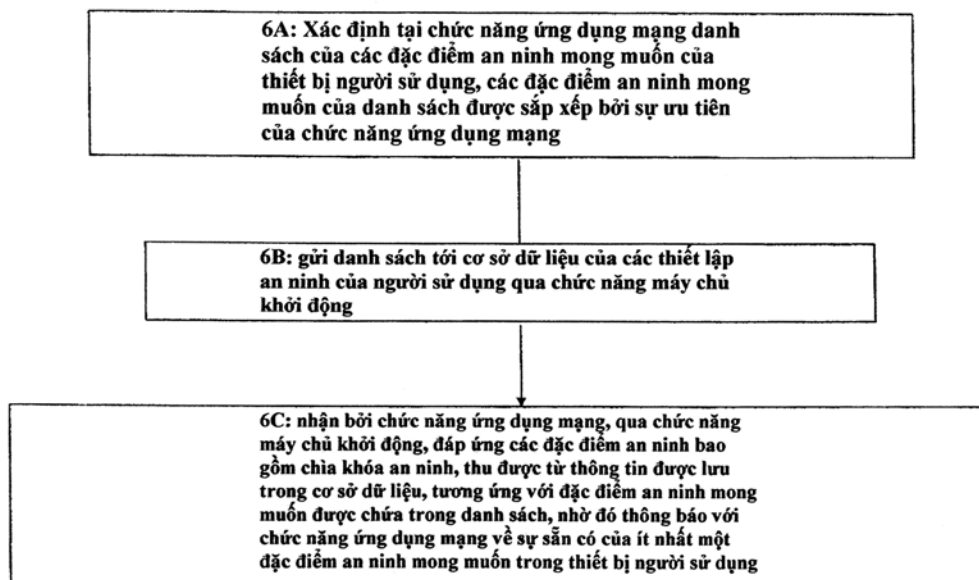 6A: Xác định tại chức năng ứng dụng mạng danh
sách của các đặc điểm an ninh mong muốn của
thiết bị người sử dụng, các đặc điểm an ninh mong
muốn của danh sách được sắp xếp bởi sự ưu tiên
của chức năng ứng dụng mạng
6B: gửi danh sách tới cơ sở dữ liệu của các thiết lập
an ninh của người sử dụng qua chức năng máy chủ
khởi động
6C: nhận bởi chức năng ứng dụng mạng, qua chức năng
máy chủ khởi động, đáp ứng các đặc điểm an ninh bao
gồm chìa khóa an ninh, thu được từ thông tin được lưu
trong cơ sở dữ liệu, tương ứng với đặc điểm an ninh mong
muốn được chứa trong danh sách, nhờ đó thông báo với
chức năng ứng dụng mạng về sự sẵn có của ít nhất một
đặc điểm an ninh mong muốn trong thiết bị người sử dụng